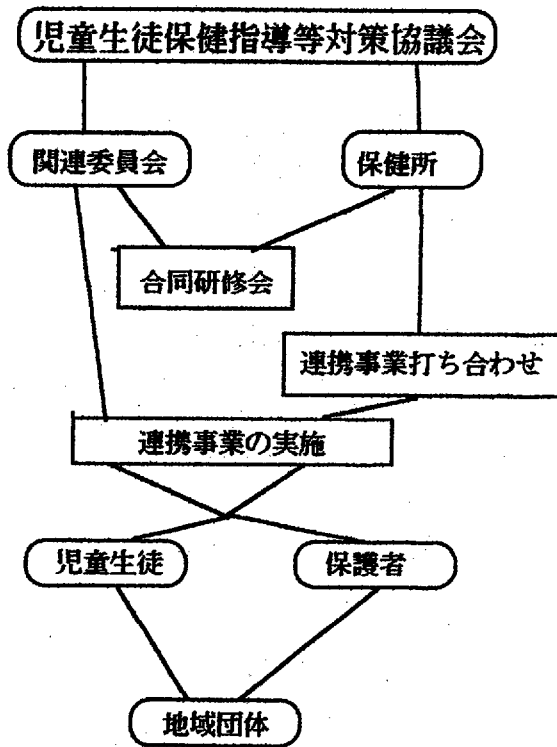 児童生徒保健指導等対策協議会
関連委員会
保健所
合同研修会
連携事業打ち合わせ
連携事業の実施
児童生徒
保護者
地域団体